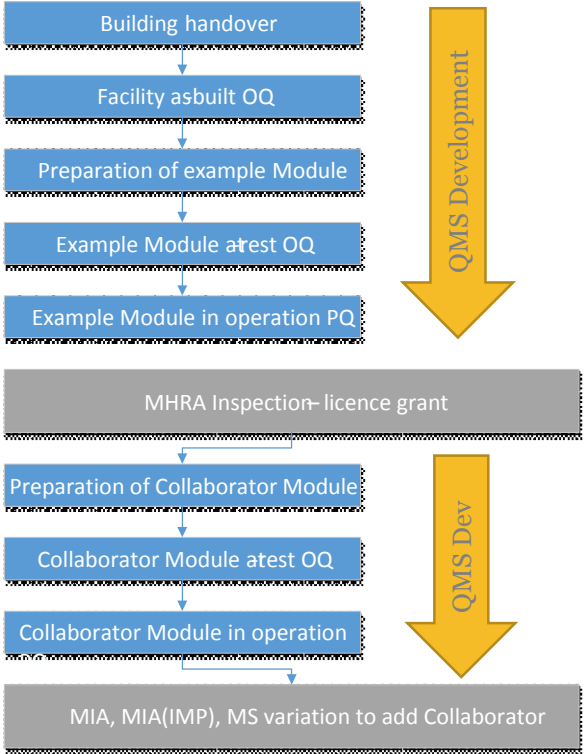 Building handover
Facility as-built OQ
Preparation of example Module
Example Module at-rest OQ
Example Module in operation PQ
QMS Development
MHRA Inspection – licence grant
Preparation of Collaborator Module
Collaborator Module at-rest OQ
Collaborator Module in operation
QMS Dev
MIA, MIA(IMP), MS variation to add Collaborator